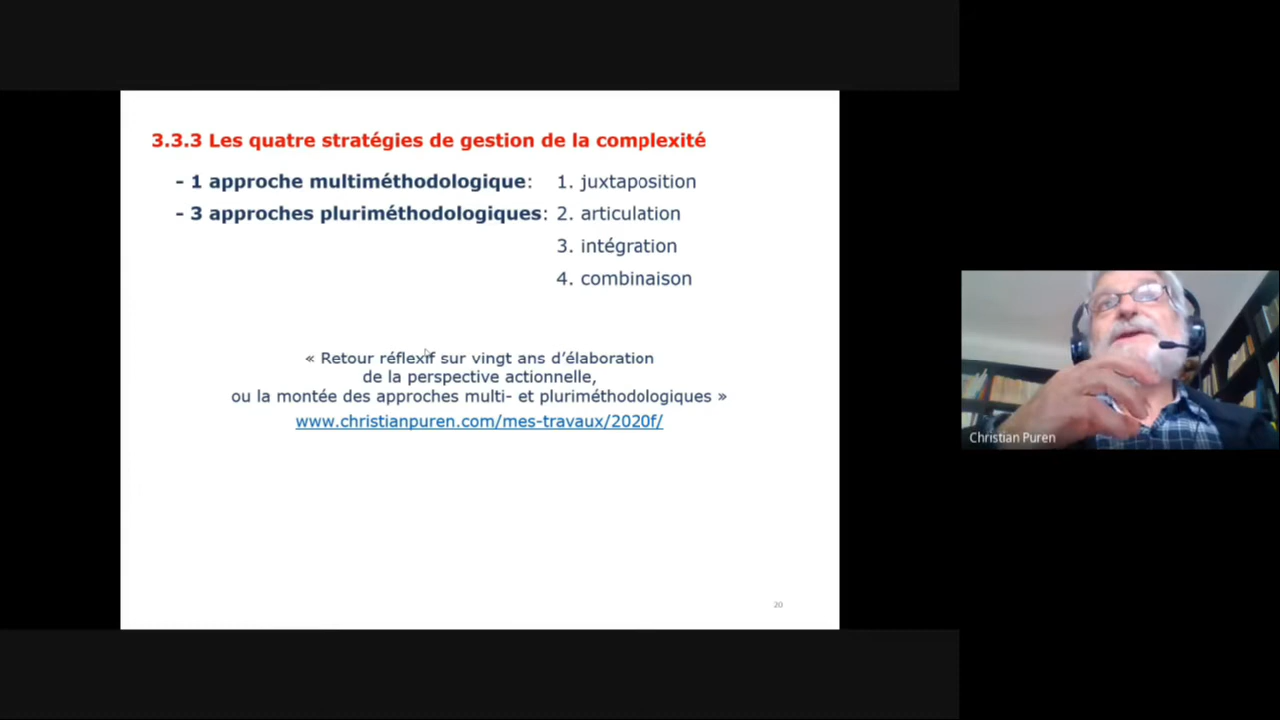 3.3.3 Les quatre stratégies de gestion de la complexité
- 1 approche multiméthodologique: 1. juxtaposition
- 3 approches pluriméthodologiques: 2. articulation
3. intégration
4. combinaison
« Retour réflexif sur vingt ans d'élaboration
de la perspective actionnelle,
ou la montée des approches multi- et pluriméthodologiques »
www.christianpuren.com/mes-travaux/2020f/
20
Christian Puren